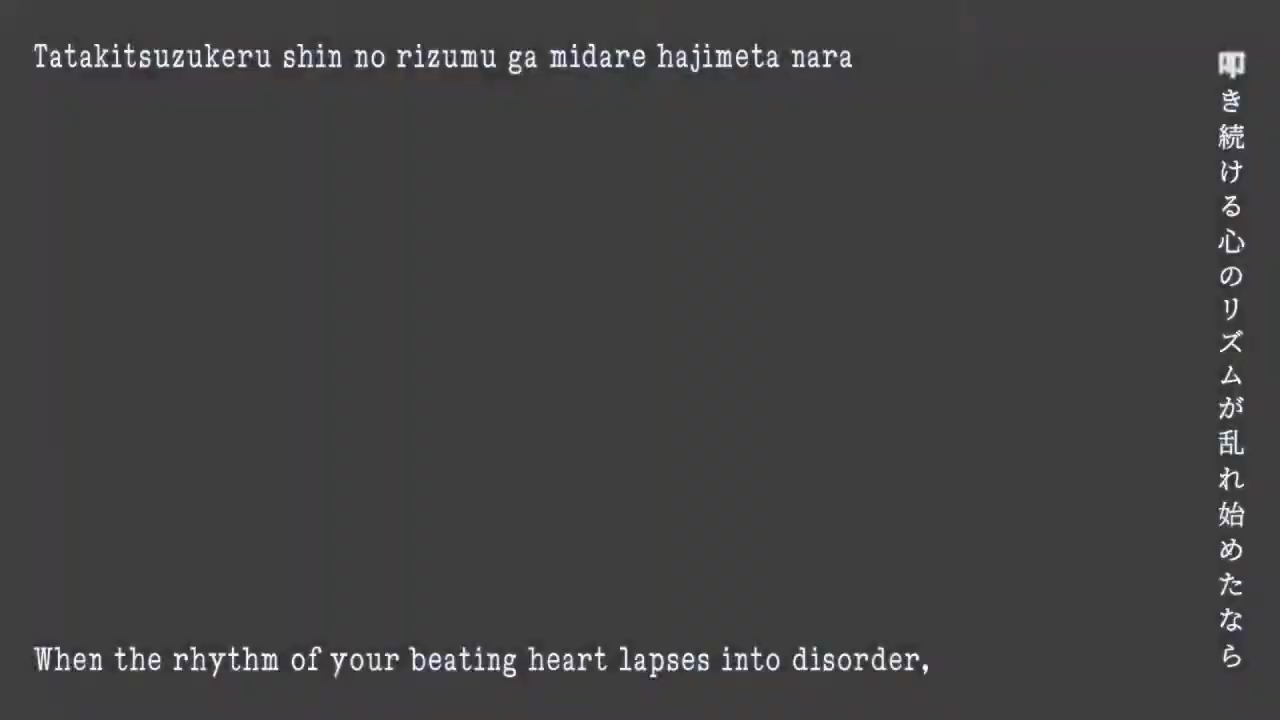 Tatakitsuzukeru shin no rizumu ga midare hajimeta nara
叩き続ける心のリズムが乱れ始めたなら
When the rhythm of your beating heart lapses into disorder,